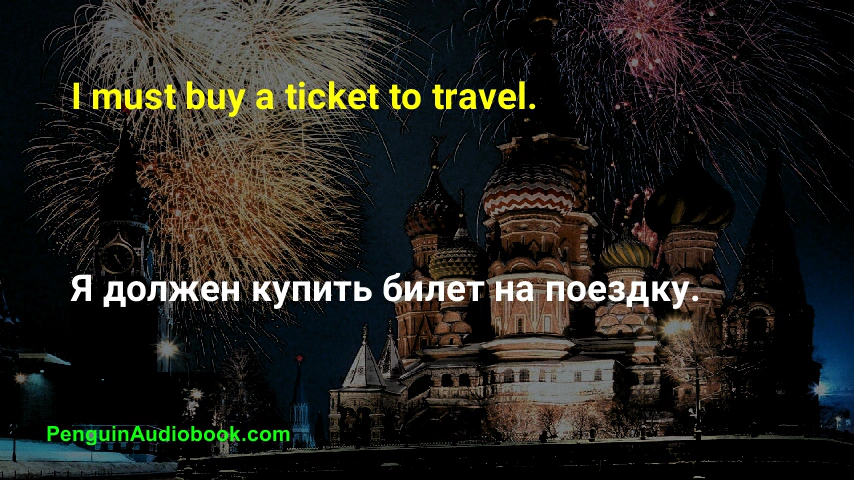 I must buy a ticket to travel.
Я должен купить билет на поездку.
PenguinAudiobook.com